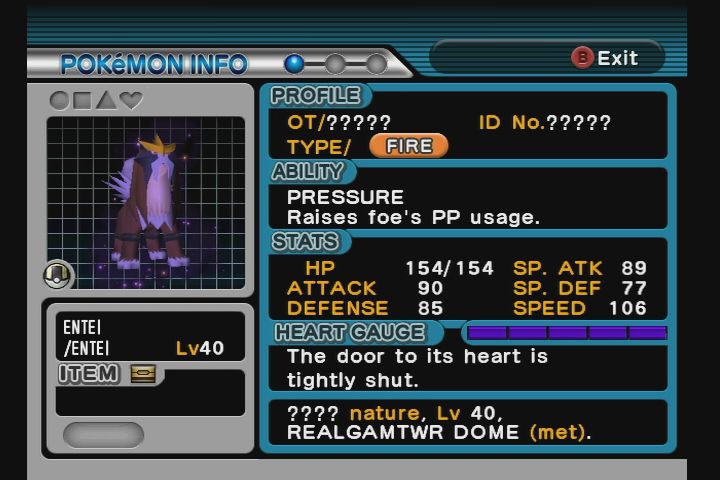 POKéMON INFO
B Exit
PROFILE
OT/?????
ID No.?????
TYPE/ FIRE
ABILITY
PRESSURE
Raises foe's PP usage.
STATS
HP 154/154 SP. ATK 89
ATTACK 90 SP. DEF 77
DEFENSE 85 SPEED 106
HEART GAUGE
The door to its heart is
tightly shut.
ENTEI
/ENTEI Lv40
ITEM
???? nature, Lv 40,
REALGAMTWR DOME (met).